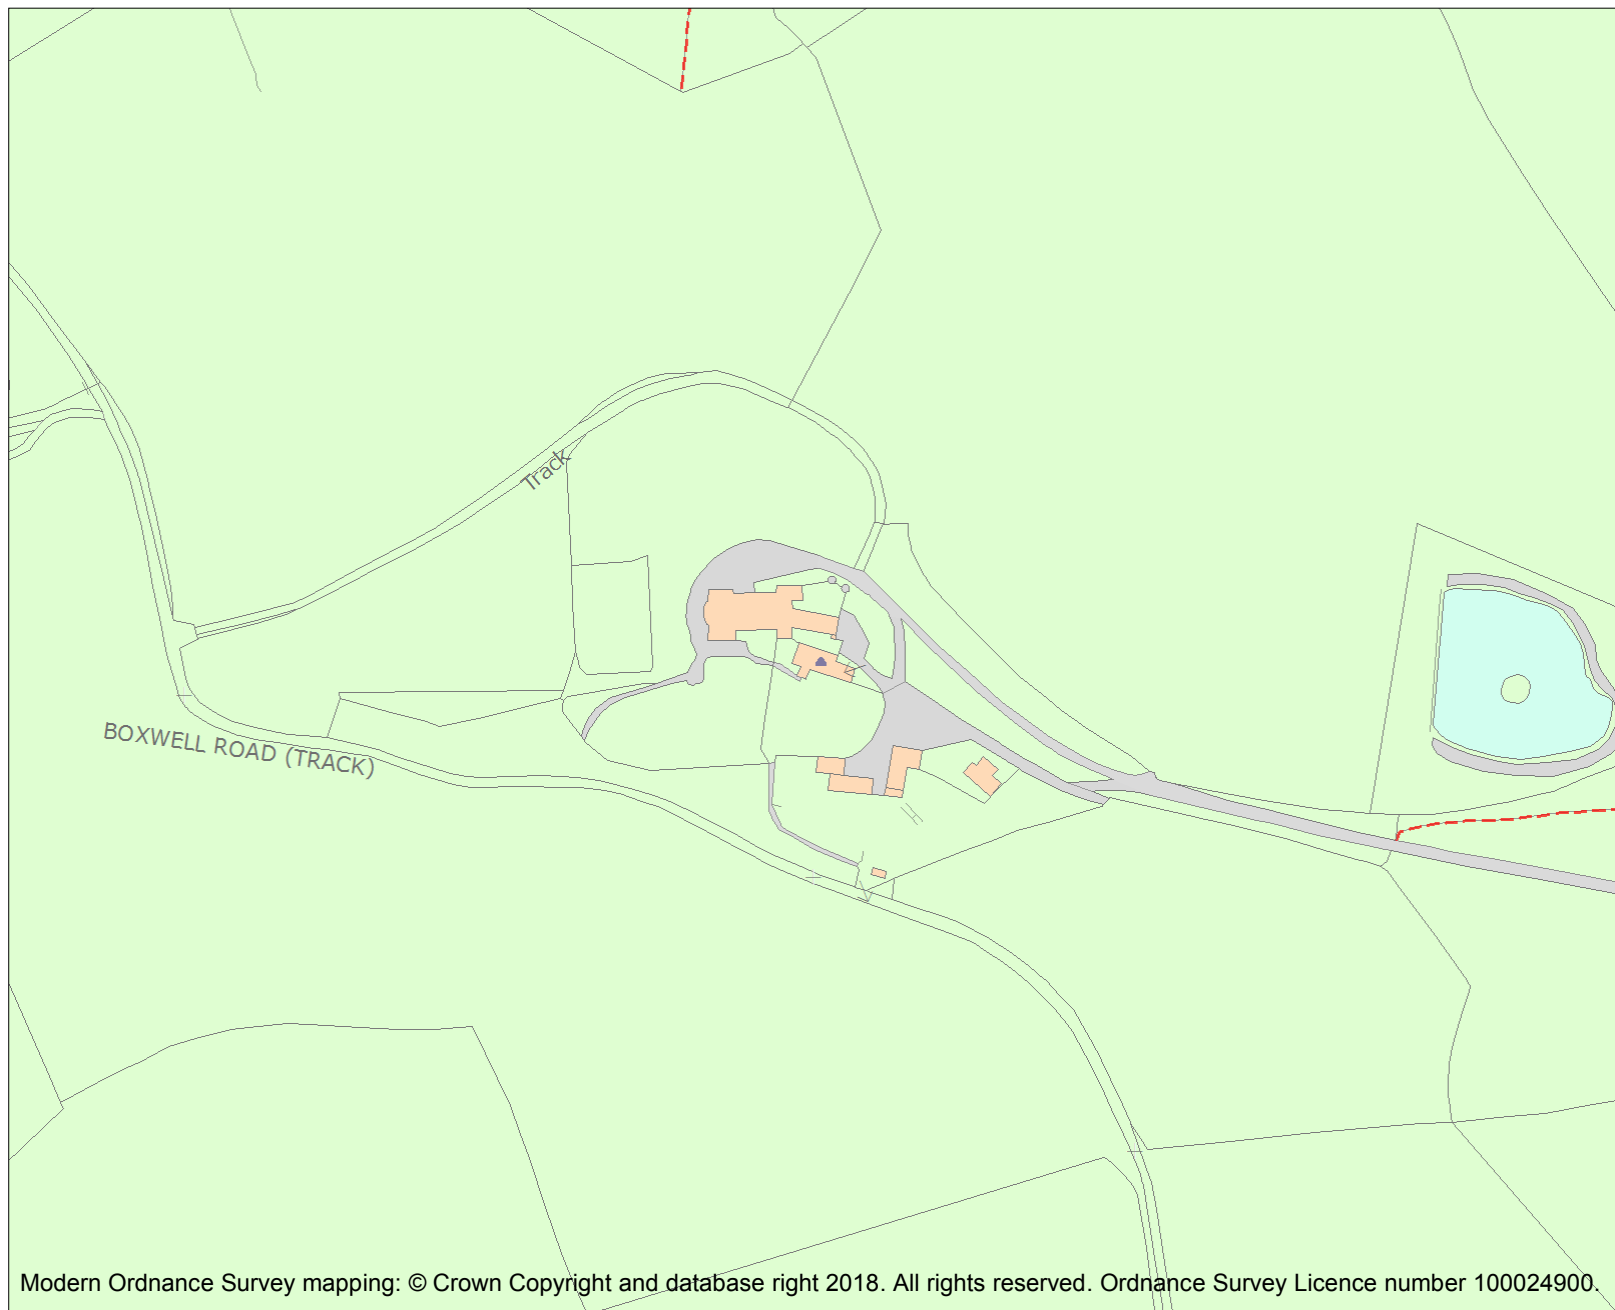 Track
BOXWELL ROAD (TRACK)
Modern Ordnance Survey mapping: © Crown Copyright and database right 2018. All rights reserved. Ordnance Survey Licence number 100024900.